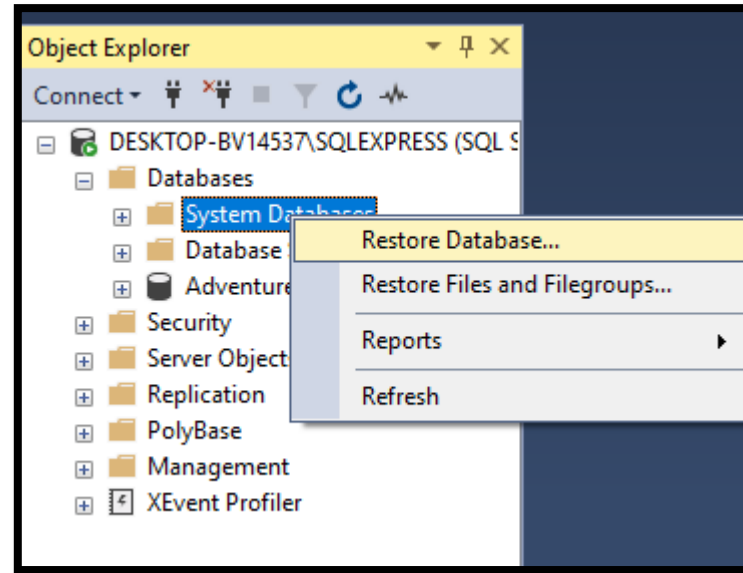 Object Explorer
Connect
DESKTOP-BV14537\SQLEXPRESS (SQL S
Databases
System Databases
Restore Database...
Database
Restore Files and Filegroups...
Adventure
Security
Reports
Server Object
Replication
Refresh
PolyBase
Management
XEvent Profiler